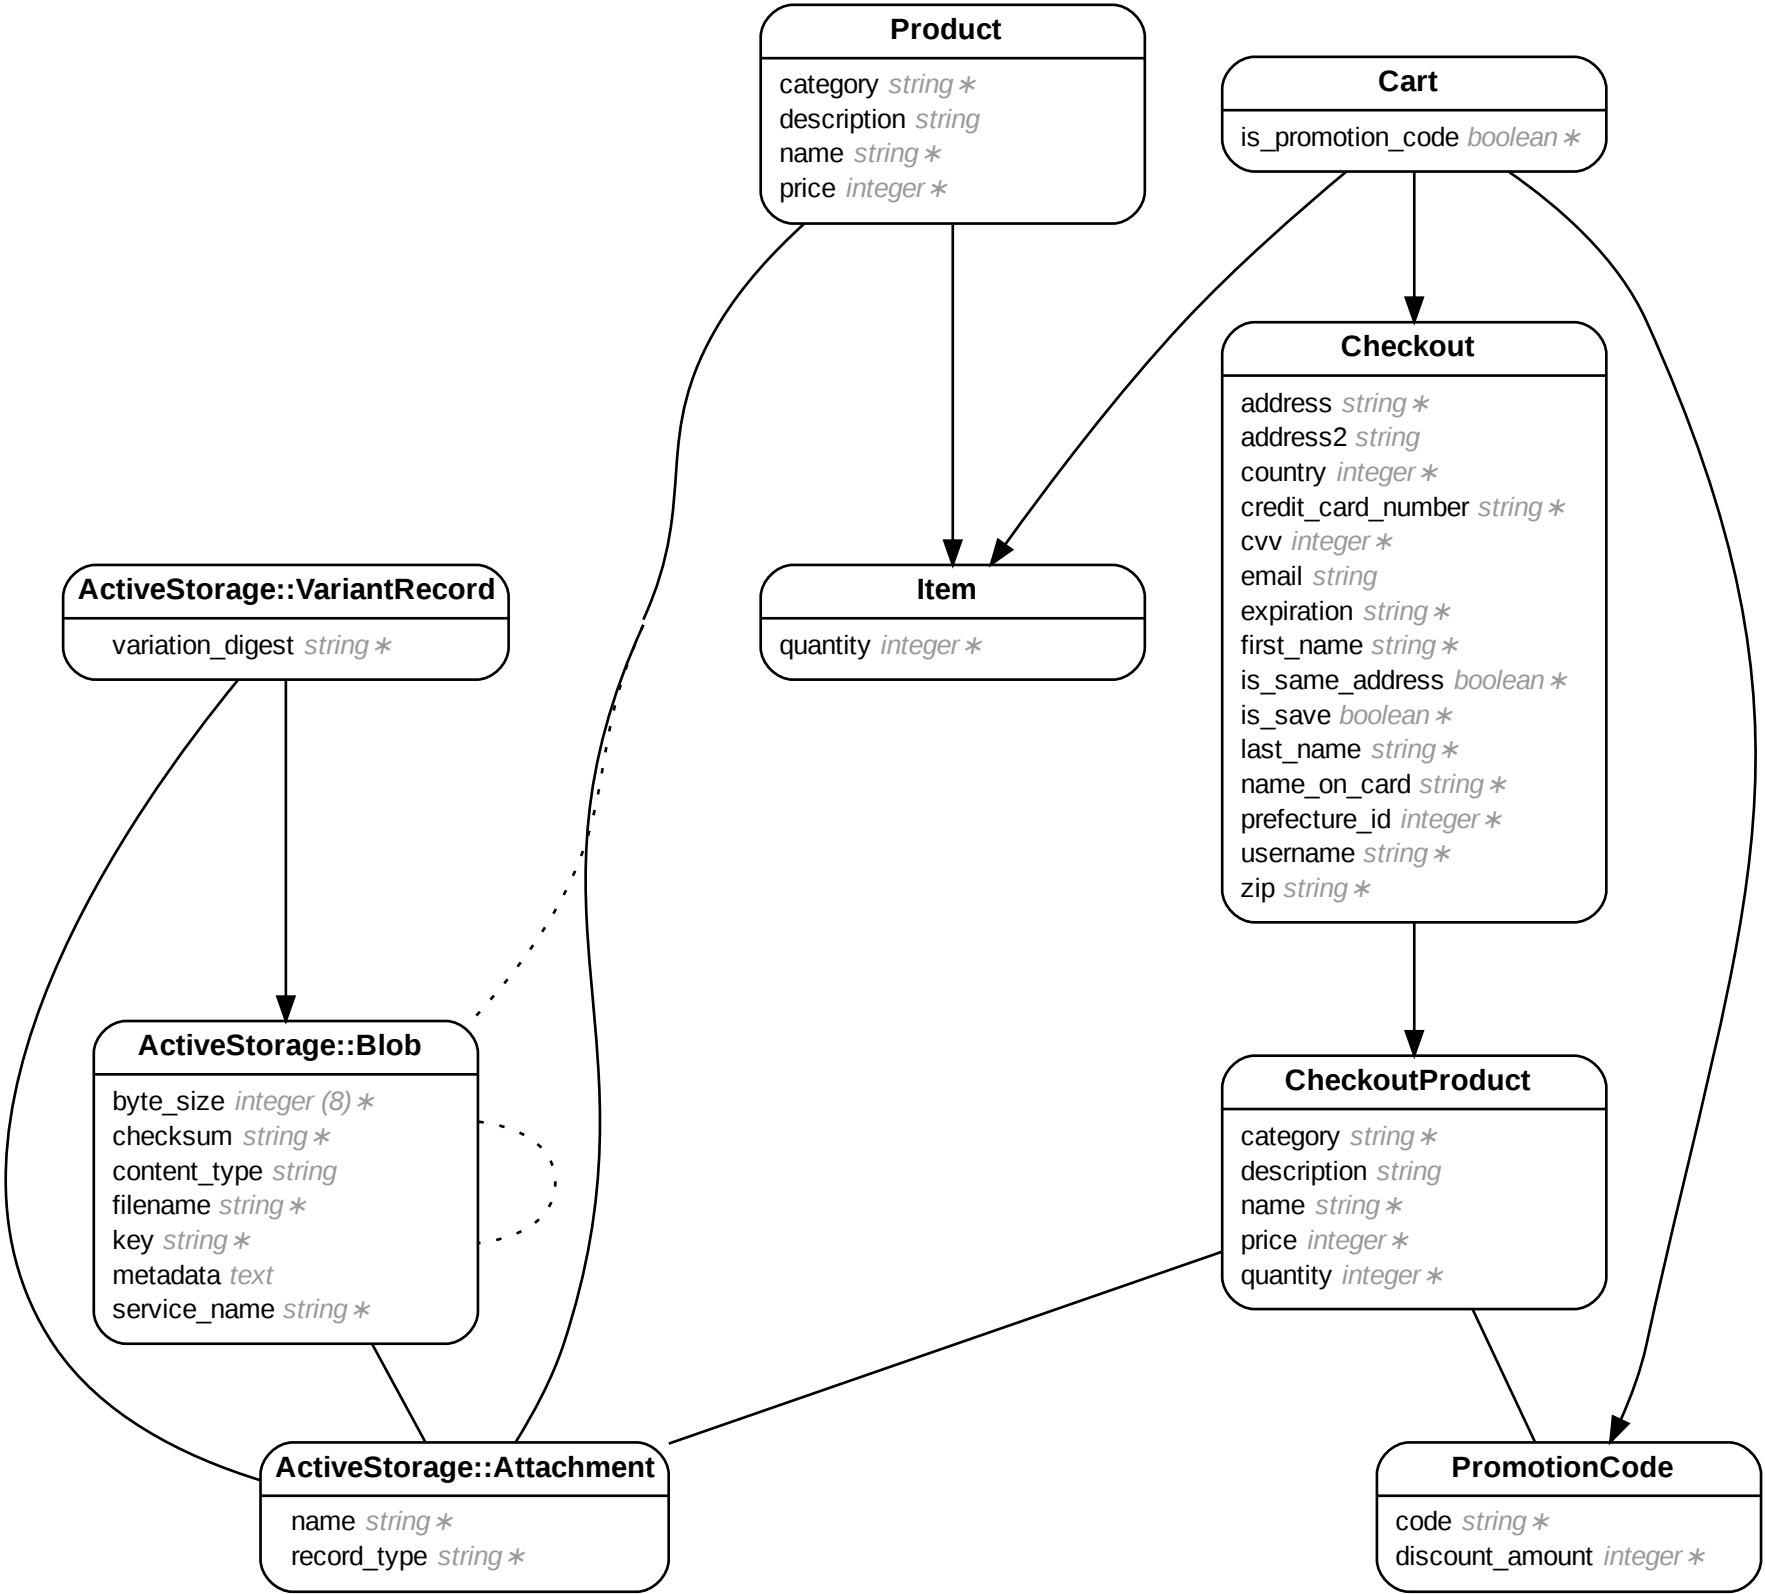 Product
category string∗
description string
name string∗
price integer∗
Cart
is_promotion_code boolean∗
Checkout
address string∗
address2 string
country integer∗
credit_card_number string∗
cvv integer∗
email string
expiration string∗
first_name string∗
is_same_address boolean∗
is_save boolean∗
last_name string∗
name_on_card string∗
prefecture_id integer∗
username string∗
zip string∗
ActiveStorage::VariantRecord
variation_digest string∗
Item
quantity integer∗
ActiveStorage::Blob
byte_size integer (8)∗
checksum string∗
content_type string
filename string∗
key string∗
metadata text
service_name string∗
CheckoutProduct
category string∗
description string
name string∗
price integer∗
quantity integer∗
ActiveStorage::Attachment
name string∗
record_type string∗
PromotionCode
code string∗
discount_amount integer∗